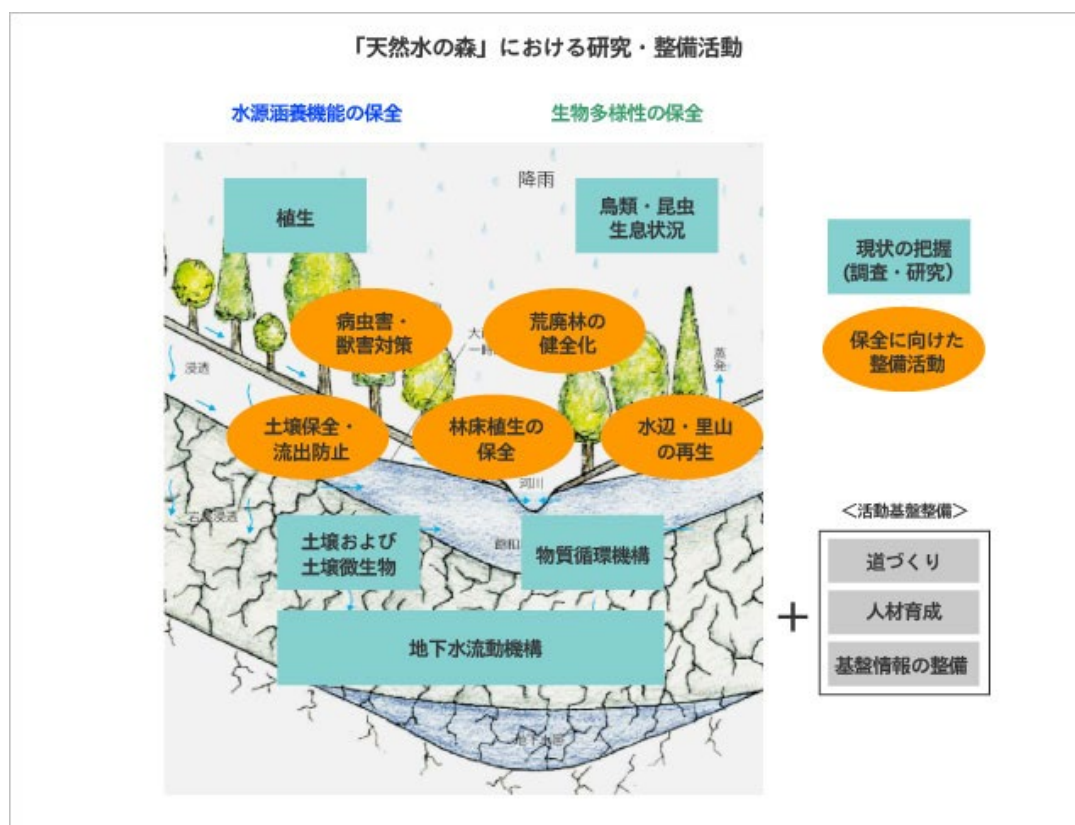 「天然水の森」における研究・整備活動
水源涵養機能の保全
生物多様性の保全
降雨
植生
鳥類・昆虫
生息状況
現状の把握
(調査・研究）
病虫害・
獣害対策
荒廃林の
健全化
保全に向けた
整備活動
浸透
蒸発
土壌保全・
流出防止
林床植生の
保全
水辺・里山
の再生
河川
土壌および
土壌微生物
物質循環機構
地下水流動機構
＜活動基盤整備＞
＋
道づくり
人材育成
基盤情報の整備